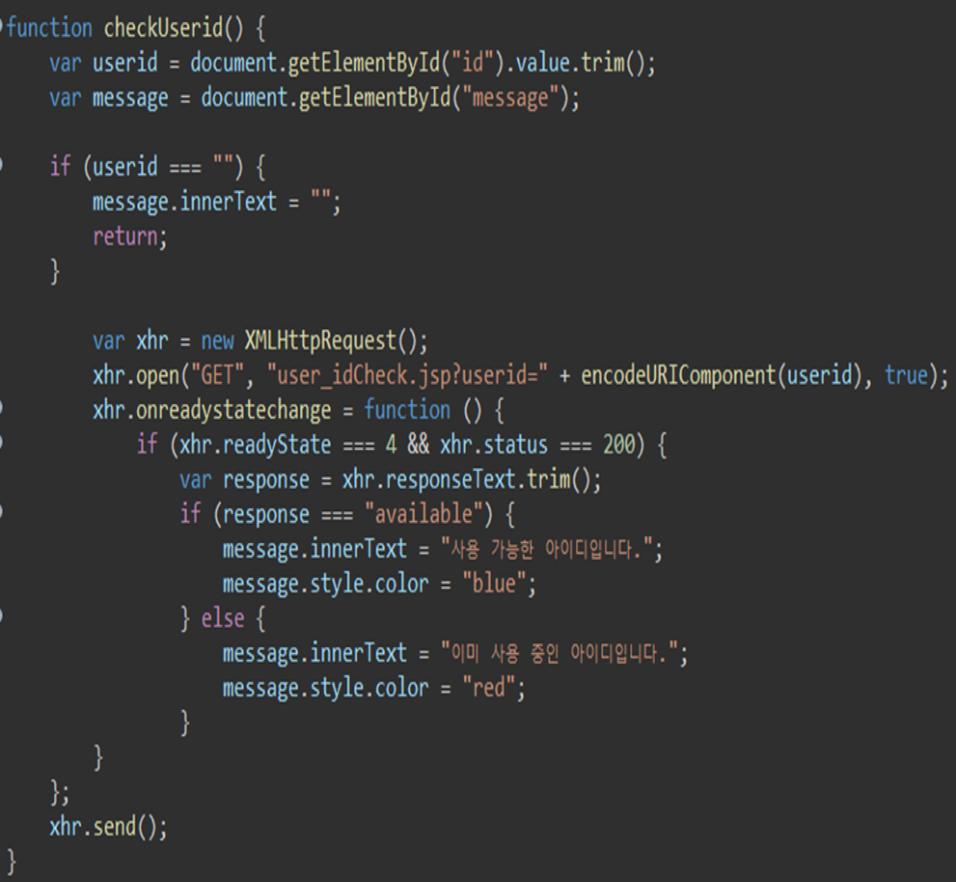 function checkUserid() {
    var userid = document.getElementById("id").value.trim();
    var message = document.getElementById("message");

    if (userid === "") {
        message.innerText = "";
        return;
    }

        var xhr = new XMLHttpRequest();
        xhr.open("GET", "user_idCheck.jsp?userid=" + encodeURIComponent(userid), true);
        xhr.onreadystatechange = function () {
            if (xhr.readyState === 4 && xhr.status === 200) {
                var response = xhr.responseText.trim();
                if (response === "available") {
                    message.innerText = "사용 가능한 아이디입니다.";
                    message.style.color = "blue";
                } else {
                    message.innerText = "이미 사용 중인 아이디입니다.";
                    message.style.color = "red";
                }
        }
    };
    xhr.send();
}